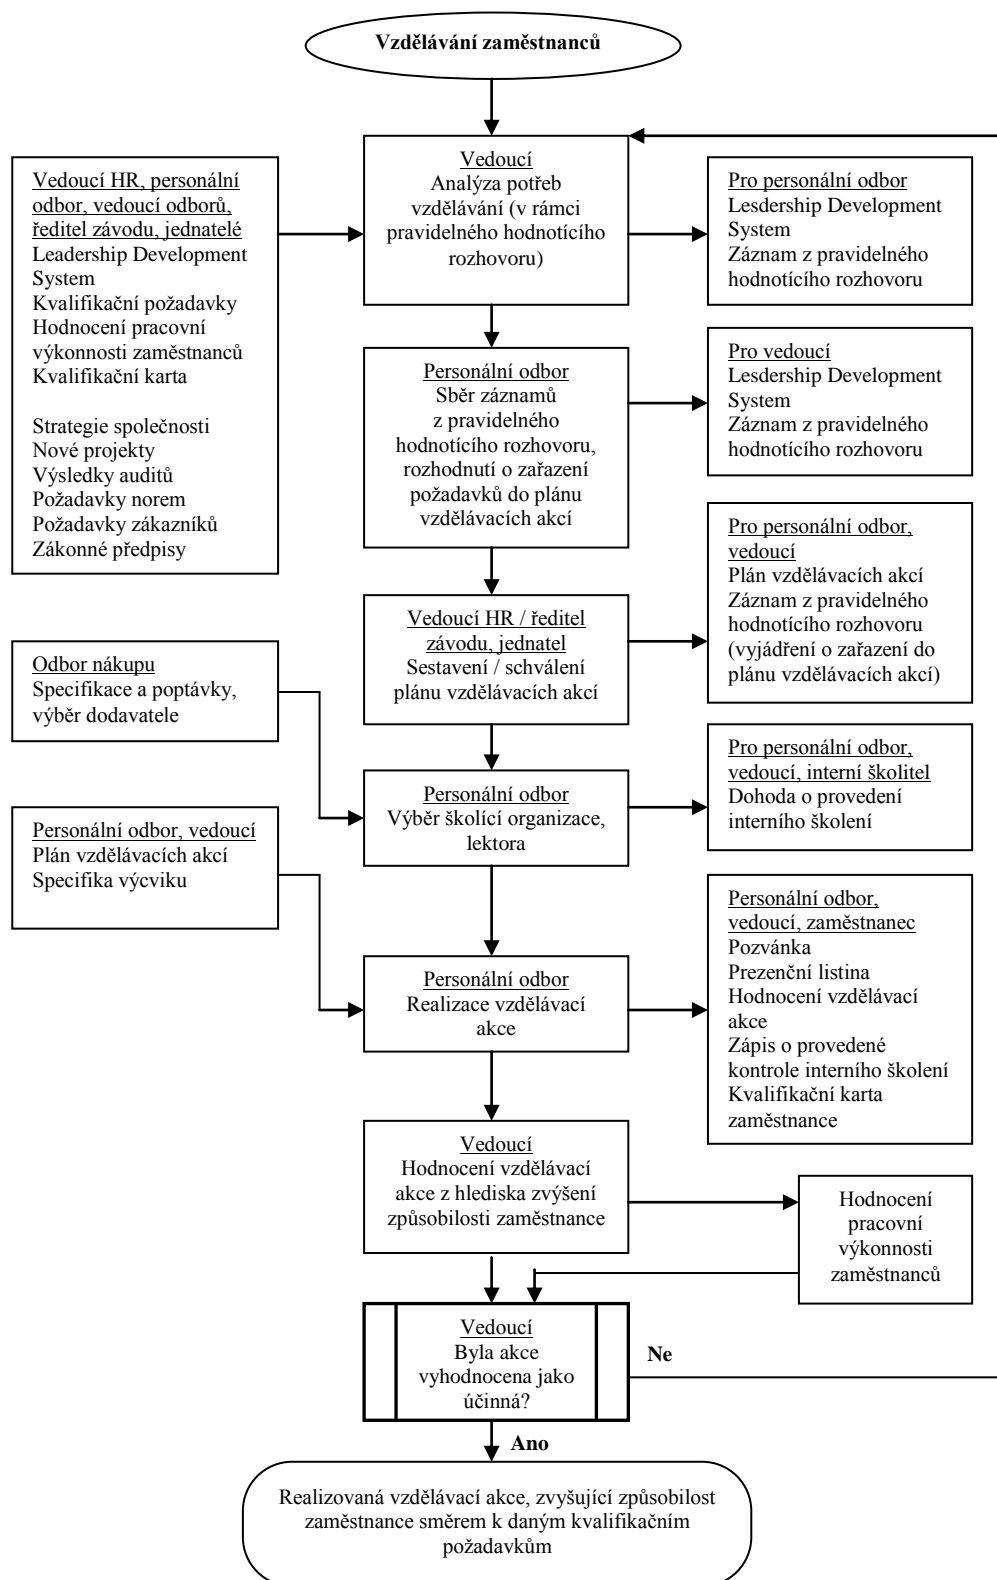 Vzdělávání zaměstnanců
Vedoucí
Analýza potřeb
vzdělávání (v rámci
pravidelného hodnotícího
rozhovoru)
Vedoucí HR, personální
odbor, vedoucí odborů,
ředitel závodu, jednatelé
Leadership Development
System
Kvalifikační požadavky
Hodnocení pracovní
výkonnosti zaměstnanců
Kvalifikační karta
Strategie společnosti
Nové projekty
Výsledky auditů
Požadavky norem
Požadavky zákazníků
Zákonné předpisy
Pro personální odbor
Lesdership Development
System
Záznam z pravidelného
hodnotícího rozhovoru
Personální odbor
Sběr záznamů
z pravidelného
hodnotícího rozhovoru,
rozhodnutí o zařazení
požadavků do plánu
vzdělávacích akcí
Pro vedoucí
Lesdership Development
System
Záznam z pravidelného
hodnotícího rozhovoru
Vedoucí HR / ředitel
závodu, jednatel
Sestavení / schválení
plánu vzdělávacích akcí
Pro personální odbor,
vedoucí
Plán vzdělávacích akcí
Záznam z pravidelného
hodnotícího rozhovoru
(vyjádření o zařazení do
plánu vzdělávacích akcí)
Odbor nákupu
Specifikace a poptávky,
výběr dodavatele
Personální odbor
Výběr školící organizace,
lektora
Pro personální odbor,
vedoucí, interní školitel
Dohoda o provedení
interního školení
Personální odbor, vedoucí
Plán vzdělávacích akcí
Specifika výcviku
Personální odbor
Realizace vzdělávací
akce
Personální odbor,
vedoucí, zaměstnanec
Pozvánka
Prezenční listina
Hodnocení vzdělávací
akce
Zápis o provedené
kontrole interního školení
Kvalifikační karta
zaměstnance
Vedoucí
Hodnocení vzdělávací
akce z hlediska zvýšení
způsobilosti zaměstnance
Hodnocení
pracovní
výkonnosti
zaměstnanců
Vedoucí
Byla akce
vyhodnocena jako
účinná?
Ne
Ano
Realizovaná vzdělávací akce, zvyšující způsobilost
zaměstnance směrem k daným kvalifikačním
požadavkům